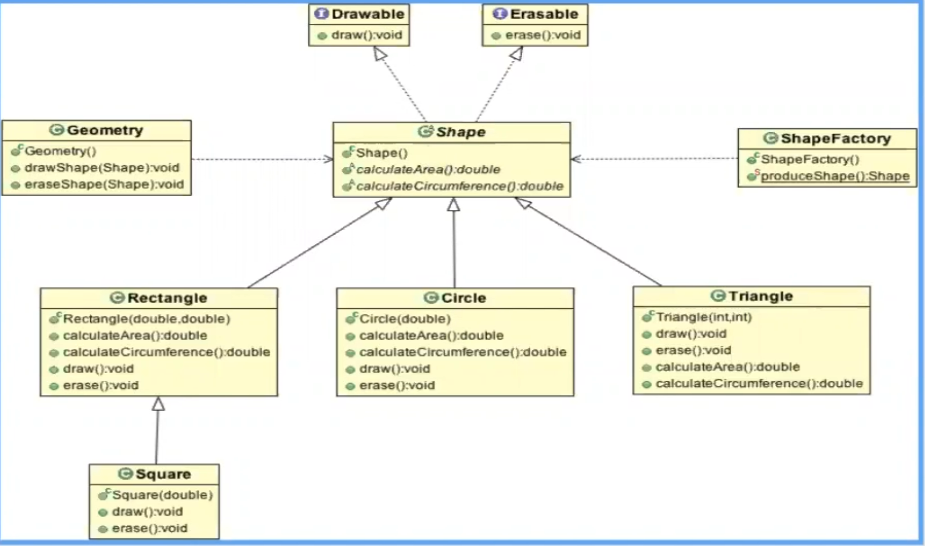 Drawable
draw():void
Erasable
erase():void
Geometry
Geometry()
drawShape(Shape):void
eraseShape(Shape):void
Shape
Shape()
calculateArea():double
calculateCircumference():double
ShapeFactory
ShapeFactory()
produceShape():Shape
Rectangle
Rectangle(double,double)
calculateArea():double
calculateCircumference():double
draw():void
erase():void
Circle
Circle(double)
calculateArea():double
calculateCircumference():double
draw():void
erase():void
Triangle
Triangle(int,int)
draw():void
erase():void
calculateArea():double
calculateCircumference():double
Square
Square(double)
draw():void
erase():void